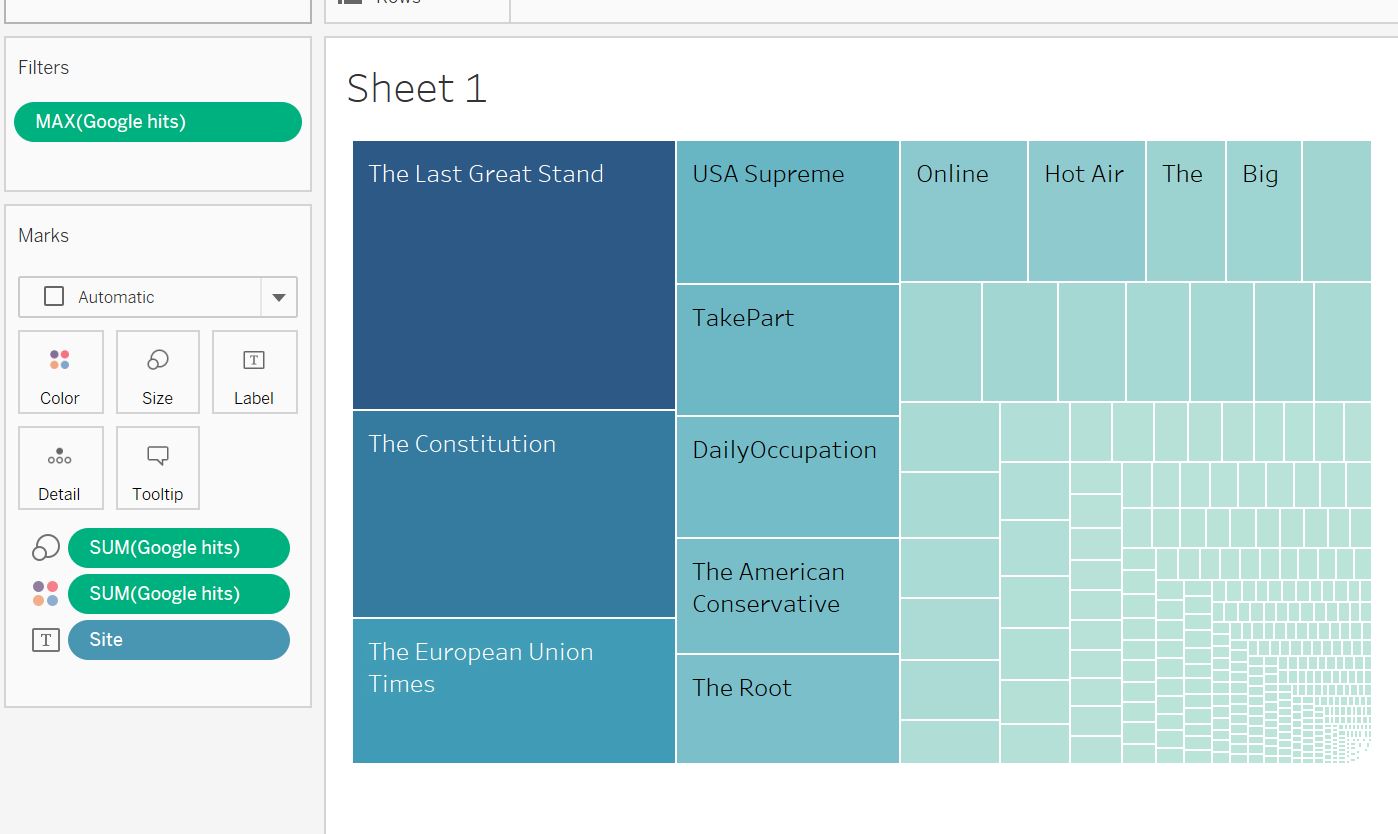 Rows
Filters
MAX(Google hits)
Marks
Automatic
Color
Size
T
Label
Detail
Tooltip
SUM(Google hits)
SUM(Google hits)
T
Site
Sheet 1
The Last Great Stand
The Constitution
The European Union
Times
USA Supreme
TakePart
DailyOccupation
The American
Conservative
The Root
Online
Hot Air
The
Big